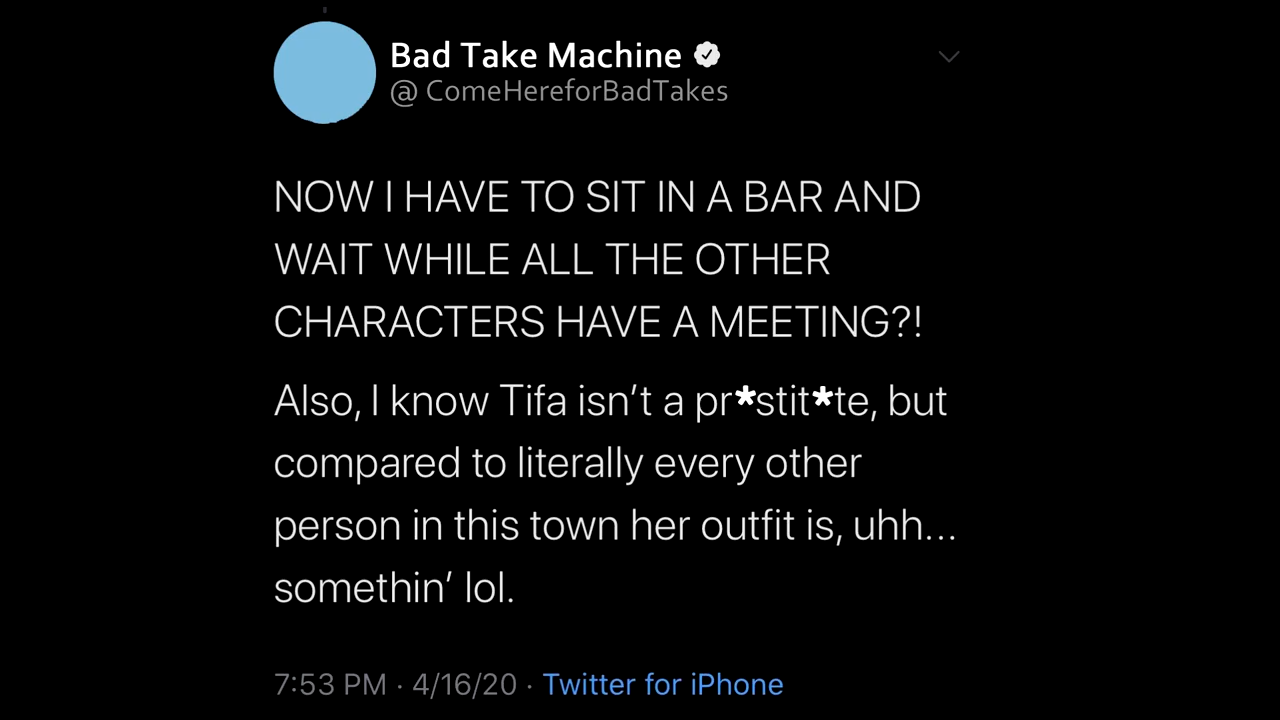 Bad Take Machine
@ ComeHereforBadTakes
NOW I HAVE TO SIT IN A BAR AND
WAIT WHILE ALL THE OTHER
CHARACTERS HAVE A MEETING?!
Also, I know Tifa isn’t a pr*stit*te, but
compared to literally every other
person in this town her outfit is, uhh...
somethin’ lol.
7:53 PM · 4/16/20 · Twitter for iPhone